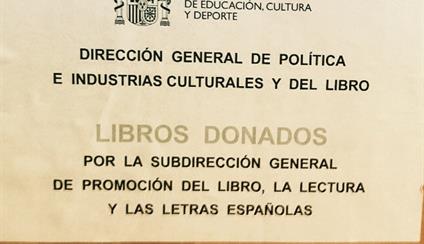 DE EDUCACIÓN, CULTURA
Y DEPORTE
DIRECCIÓN GENERAL DE POLÍTICA
E INDUSTRIAS CULTURALES Y DEL LIBRO
LIBROS DONADOS
POR LA SUBDIRECCIÓN GENERAL
DE PROMOCIÓN DEL LIBRO, LA LECTURA
Y LAS LETRAS ESPAÑOLAS